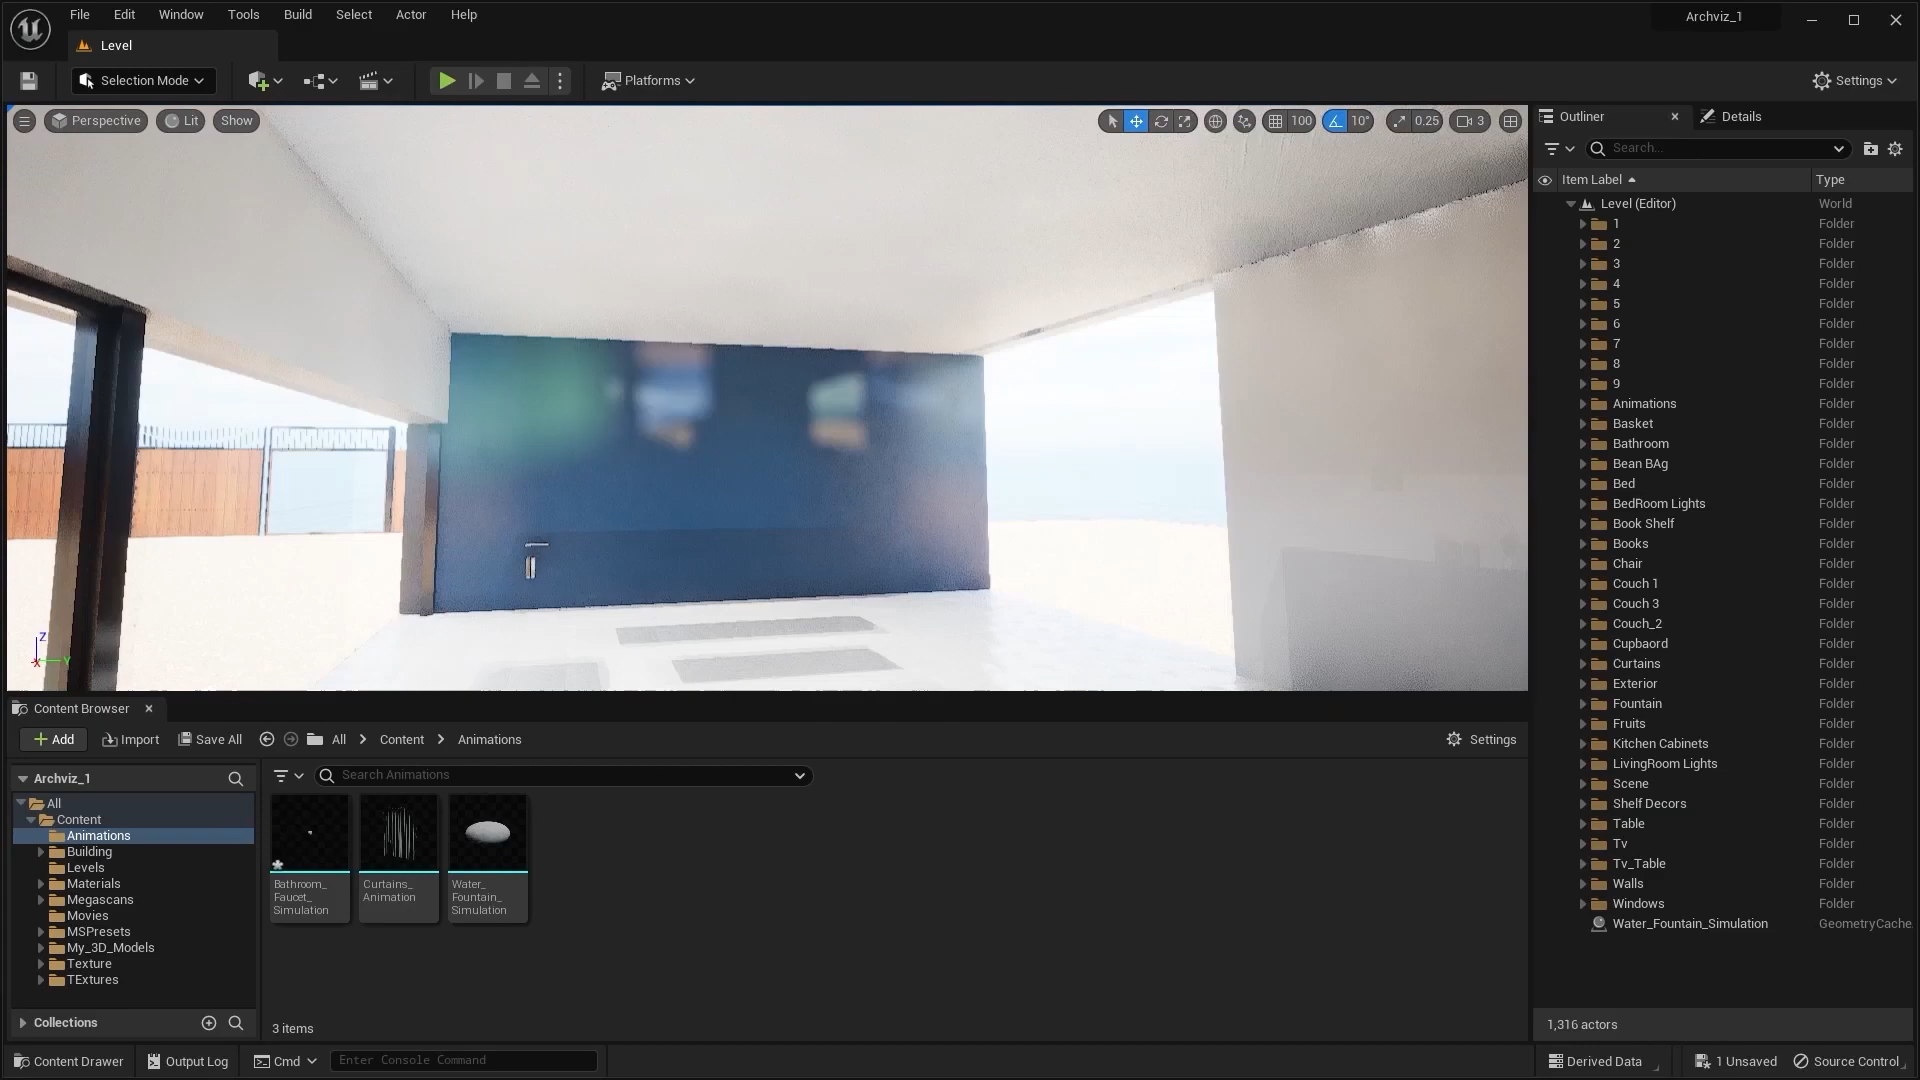 File Edit Window Tools Build Select Actor Help
Archviz_1
Level
Selection Mode
Platforms
Settings
Perspective Lit Show
100 10° 0.25 3
Outliner
Details
Search...
Item Label Type
Level (Editor) World
1 Folder
2 Folder
3 Folder
4 Folder
5 Folder
6 Folder
7 Folder
8 Folder
9 Folder
Animations Folder
Basket Folder
Bathroom Folder
Bean BAg Folder
Bed Folder
BedRoom Lights Folder
Book Shelf Folder
Books Folder
Chair Folder
Couch 1 Folder
Couch 3 Folder
Couch_2 Folder
Cupbaord Folder
Curtains Folder
Exterior Folder
Fountain Folder
Fruits Folder
Kitchen Cabinets Folder
LivingRoom Lights Folder
Scene Folder
Shelf Decors Folder
Table Folder
Tv Folder
Tv_Table Folder
Walls Folder
Windows Folder
Water_Fountain_Simulation GeometryCache
1,316 actors
Z
X Y
Content Browser
Add Import Save All All Content Animations Settings
Archviz_1
All
Content
Animations
Building
Levels
Materials
Megascans
Movies
MSPresets
My_3D_Models
Texture
TExtures
Collections
Search Animations
Bathroom_
Faucet_
Simulation
Curtains_
Animation
Water_
Fountain_
Simulation
3 items
Content Drawer Output Log Cmd Enter Console Command Derived Data 1 Unsaved Source Control